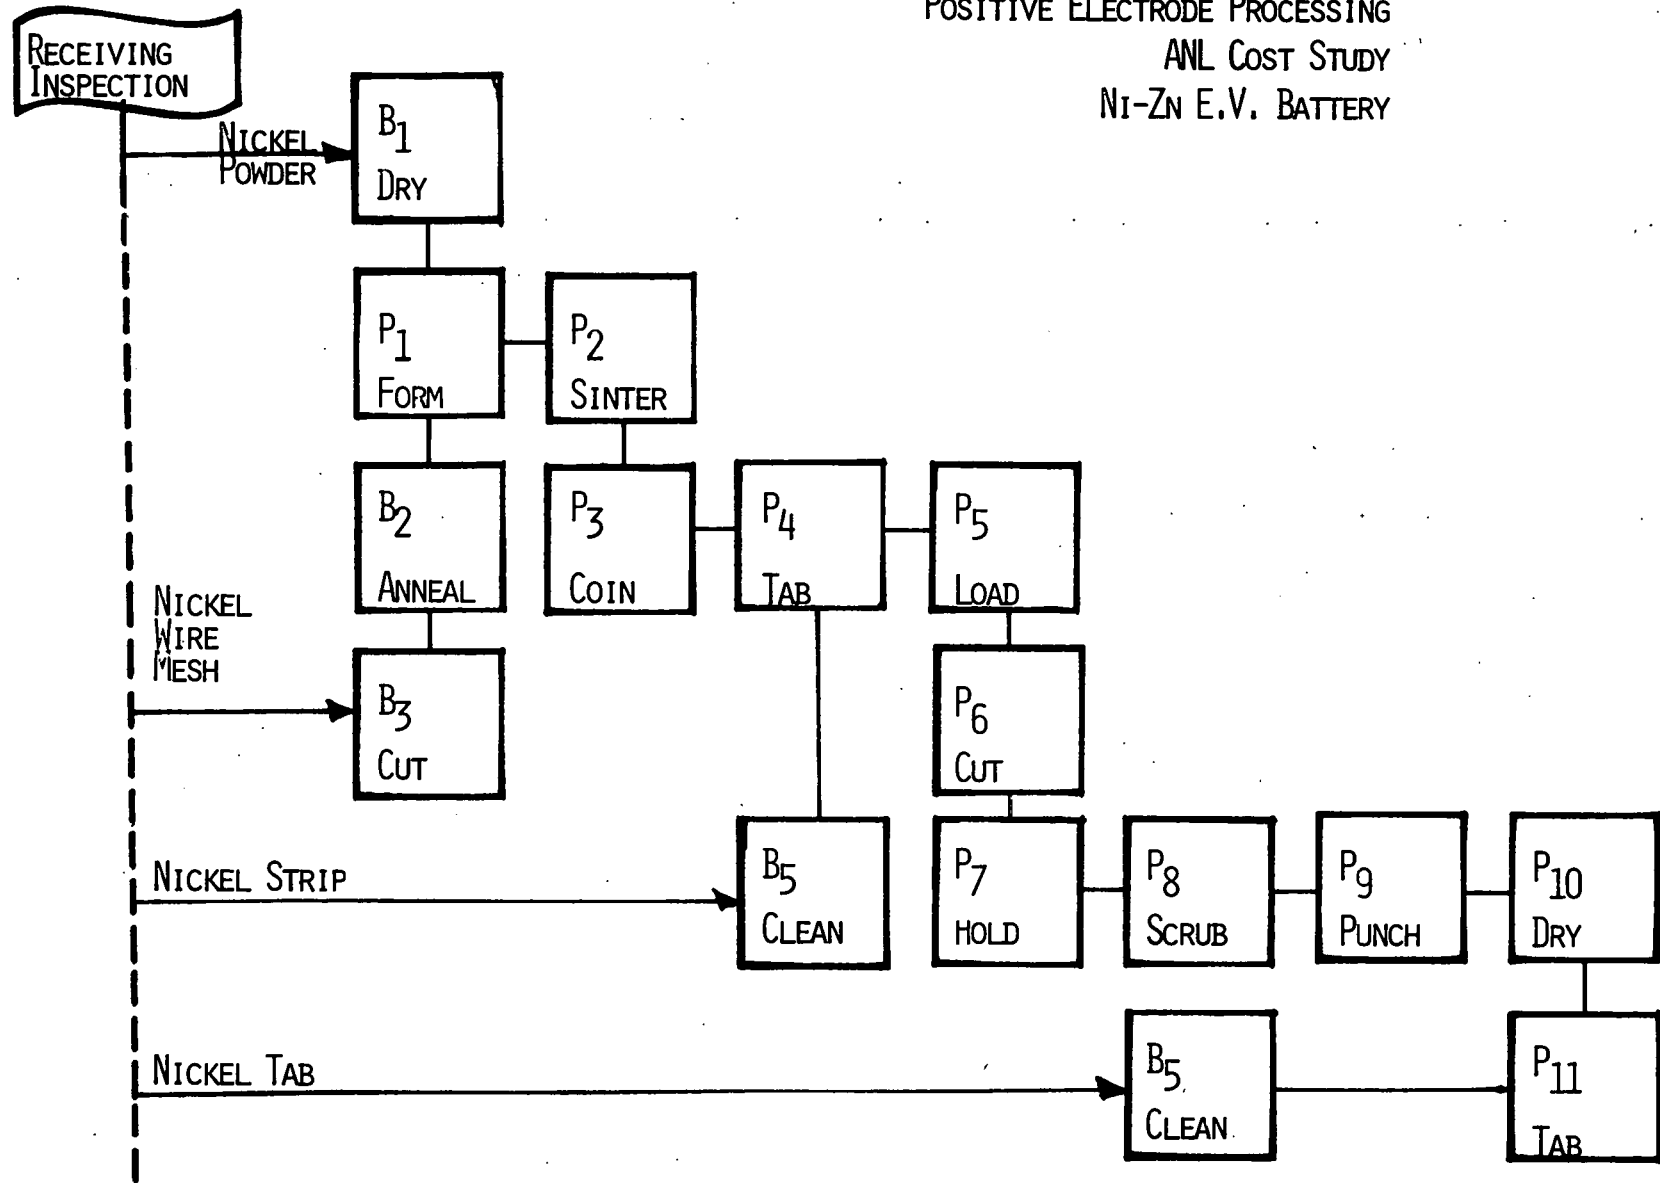 POSITIVE ELECTRODE PROCESSING
ANL COST STUDY
NI-ZN E.V. BATTERY
RECEIVING
INSPECTION
NICKEL
POWDER
B1
DRY
P1
FORM
P2
SINTER
B2
ANNEAL
P3
COIN
P4
TAB
P5
LOAD
NICKEL
WIRE
MESH
B3
CUT
P6
CUT
NICKEL STRIP
B5
CLEAN
P7
HOLD
P8
SCRUB
P9
PUNCH
P10
DRY
NICKEL TAB
B5
CLEAN
P11
TAB